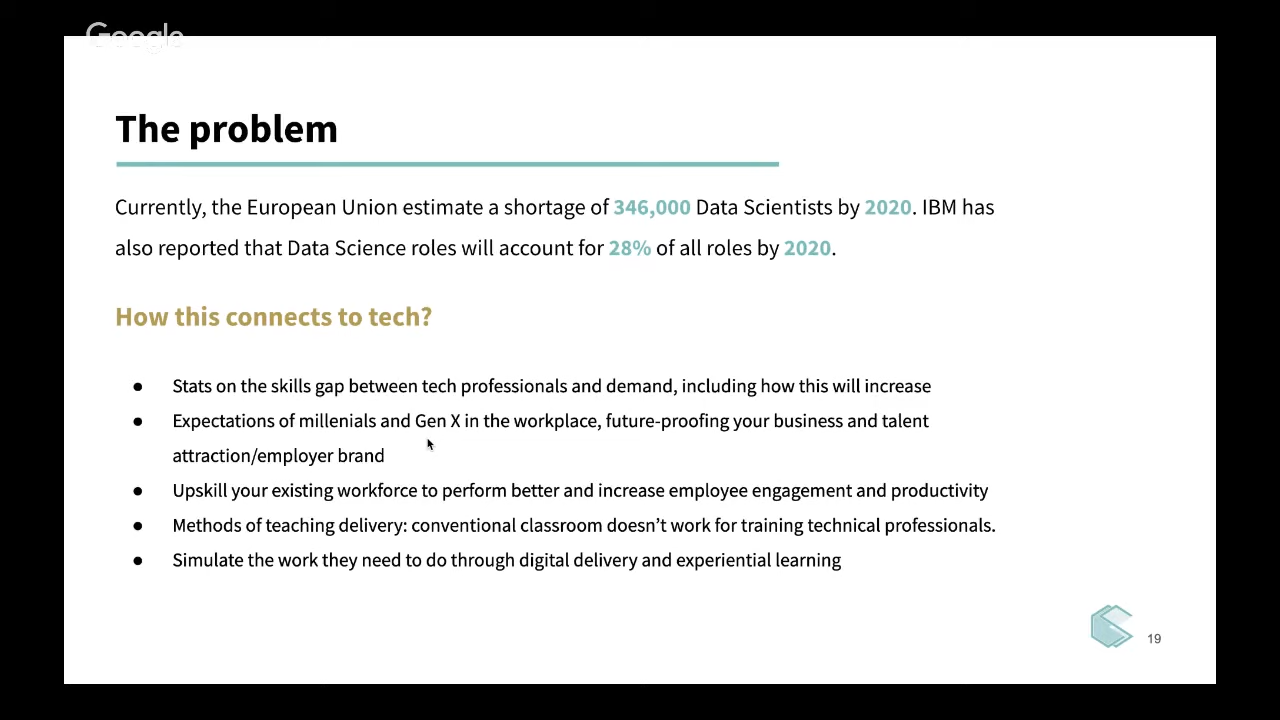 Google
The problem
Currently, the European Union estimate a shortage of 346,000 Data Scientists by 2020. IBM has
also reported that Data Science roles will account for 28% of all roles by 2020.
How this connects to tech?
● Stats on the skills gap between tech professionals and demand, including how this will increase
● Expectations of millenials and Gen X in the workplace, future-proofing your business and talent
attraction/employer brand
● Upskill your existing workforce to perform better and increase employee engagement and productivity
● Methods of teaching delivery: conventional classroom doesn’t work for training technical professionals.
● Simulate the work they need to do through digital delivery and experiential learning
19